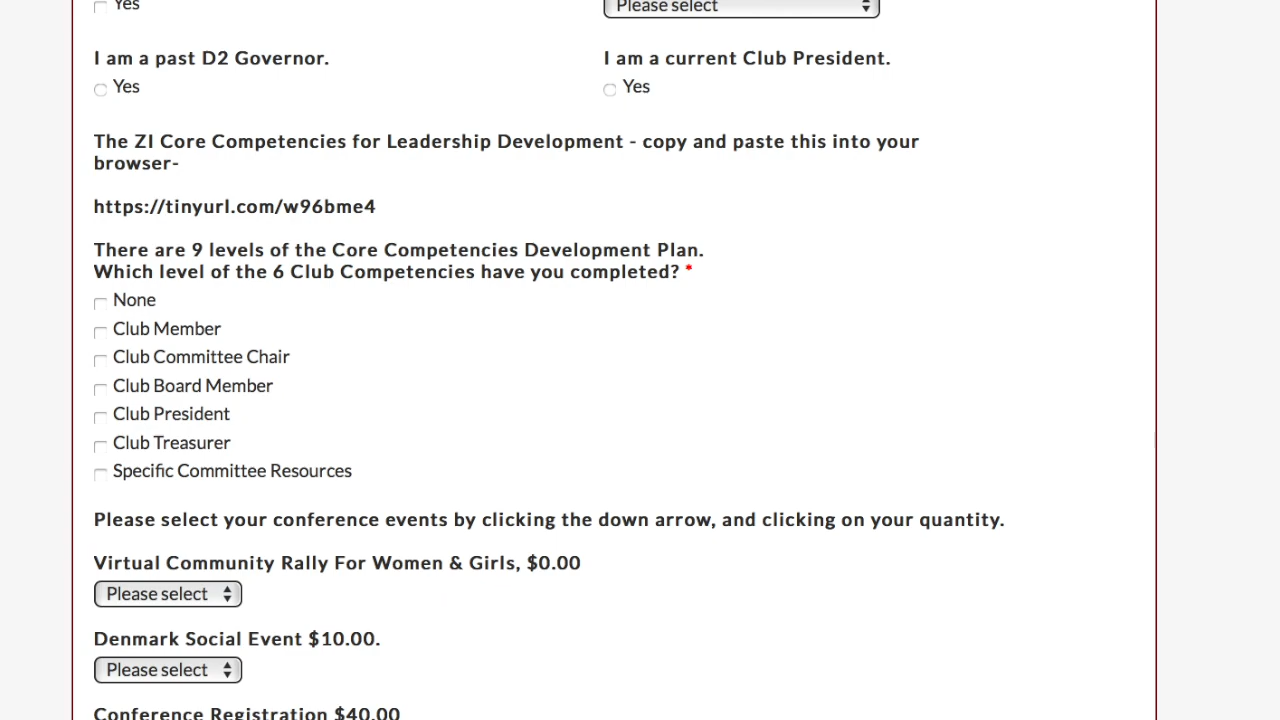 Yes
Please select
I am a past D2 Governor.
I am a current Club President.
Yes
Yes
The ZI Core Competencies for Leadership Development - copy and paste this into your
browser-
https://tinyurl.com/w96bme4
There are 9 levels of the Core Competencies Development Plan.
Which level of the 6 Club Competencies have you completed? *
None
Club Member
Club Committee Chair
Club Board Member
Club President
Club Treasurer
Specific Committee Resources
Please select your conference events by clicking the down arrow, and clicking on your quantity.
Virtual Community Rally For Women & Girls, $0.00
Please select
Denmark Social Event $10.00.
Please select
Conference Registration $40.00